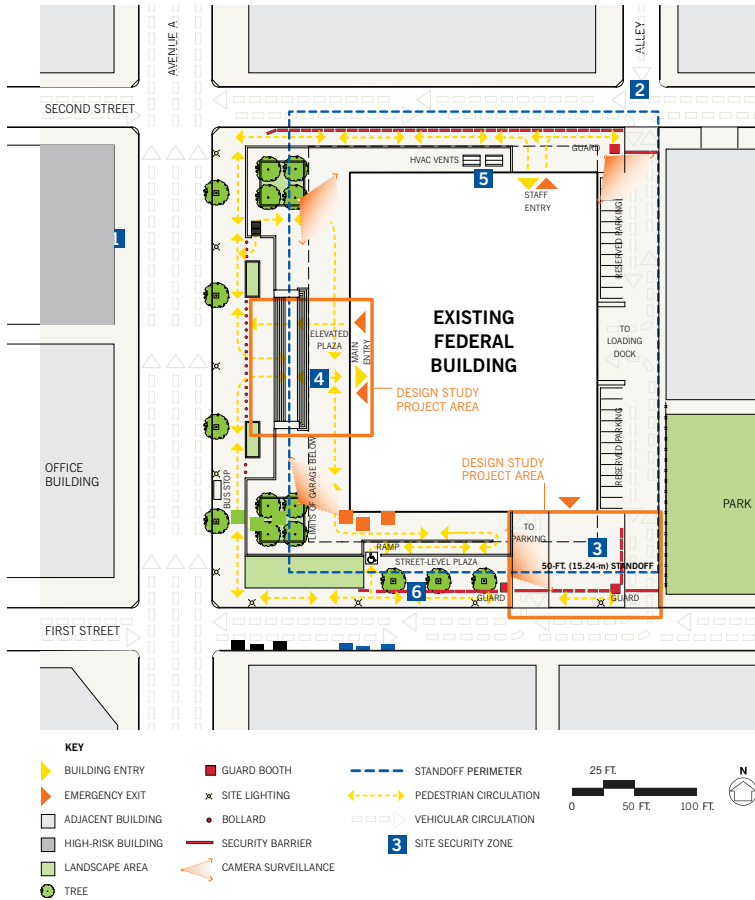 AVENUE A
ALLEY
2
SECOND STREET
GUARD
HVAC VENTS
5
STAFF
ENTRY
RESERVED PARKING
1
EXISTING
FEDERAL
BUILDING
ELEVATED
PLAZA
MAIN
ENTRY
TO
LOADING
DOCK
4
DESIGN STUDY
PROJECT AREA
RESERVED PARKING
LIMITS OF GARAGE BELOW
DESIGN STUDY
PROJECT AREA
OFFICE
BUILDING
BUS STOP
PARK
TO
PARKING
3
RAMP
50-FT. (15.24-m) STANDOFF
STREET-LEVEL PLAZA
6
GUARD
GUARD
FIRST STREET
KEY
BUILDING ENTRY
EMERGENCY EXIT
ADJACENT BUILDING
HIGH-RISK BUILDING
LANDSCAPE AREA
TREE
GUARD BOOTH
SITE LIGHTING
BOLLARD
SECURITY BARRIER
CAMERA SURVEILLANCE
STANDOFF PERIMETER
PEDESTRIAN CIRCULATION
VEHICULAR CIRCULATION
3 SITE SECURITY ZONE
25 FT.
0 50 FT. 100 FT.
N